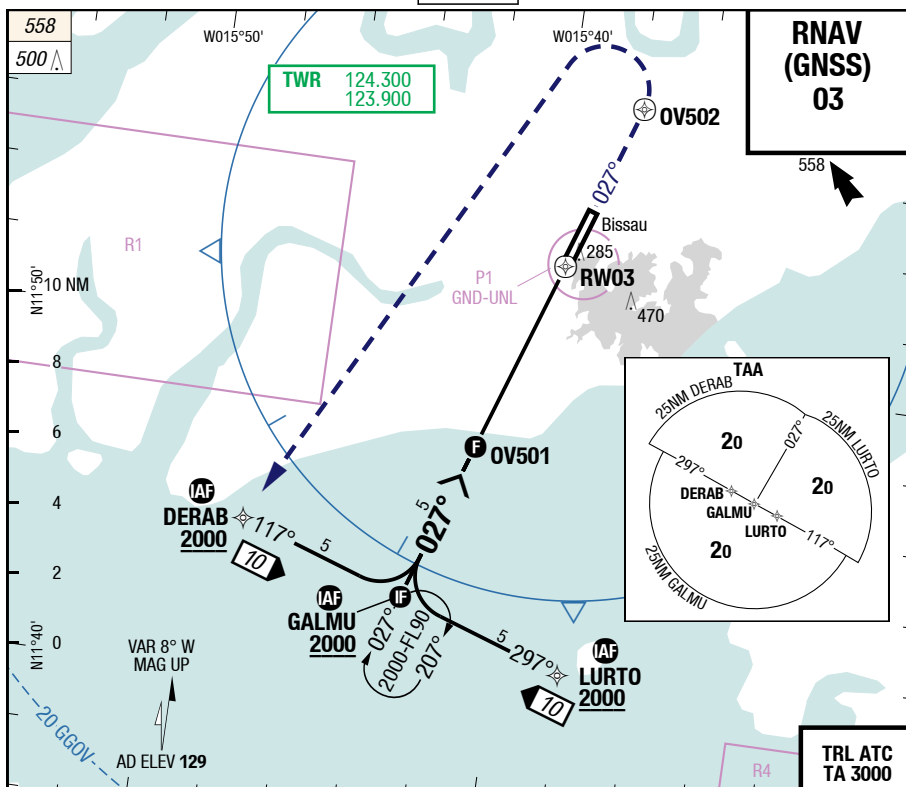 558
500
W015°50'
W015°40'
RNAV
(GNSS)
03
TWR 124.300
123.900
OV502
558
027°
Bissau
R1
285
RW03
P1
GND-UNL
470
N11°50'
10 NM
8
6
4
2
0
N11°40'
TAA
25NM DERAB
25NM LURTO
25NM GALMU
027°
297°
117°
20
20
20
DERAB
GALMU
LURTO
F
OV501
5
027°
IAF
DERAB
2000
117°
5
10
IAF
IF
GALMU
2000
027°
2000-FL90
207°
5
297°
IAF
LURTO
2000
10
VAR 8° W
MAG UP
AD ELEV 129
20 GGOV
R4
TRL ATC
TA 3000